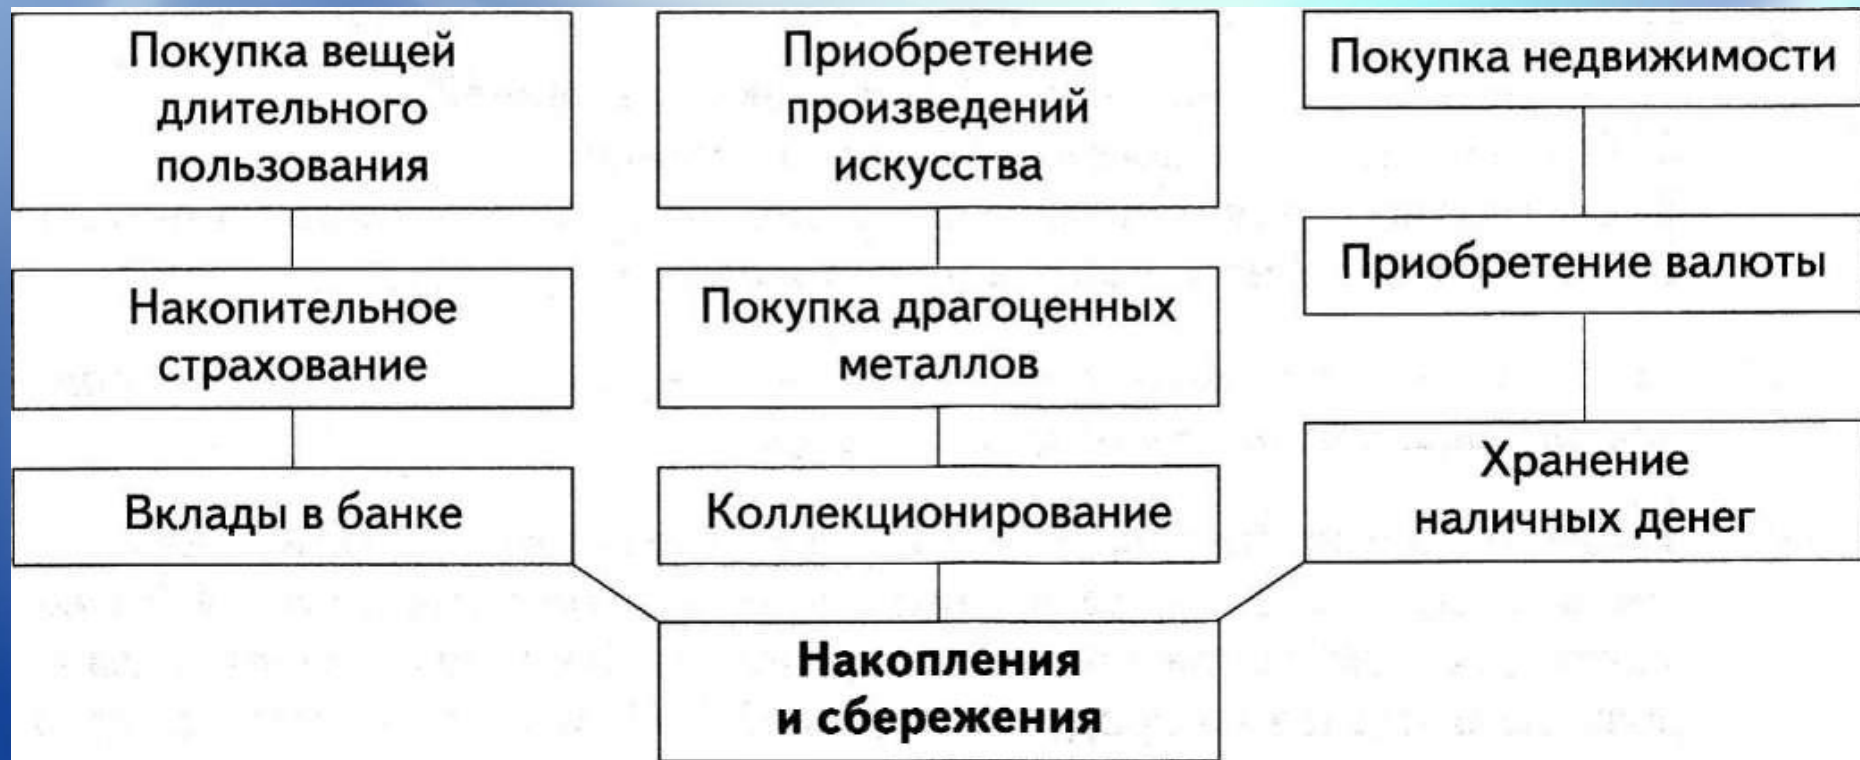 Покупка вещей
длительного
пользования
Приобретение
произведений
искусства
Покупка недвижимости
Накопительное
страхование
Покупка драгоценных
металлов
Приобретение валюты
Вклады в банке
Коллекционирование
Хранение
наличных денег
Накопления
и сбережения